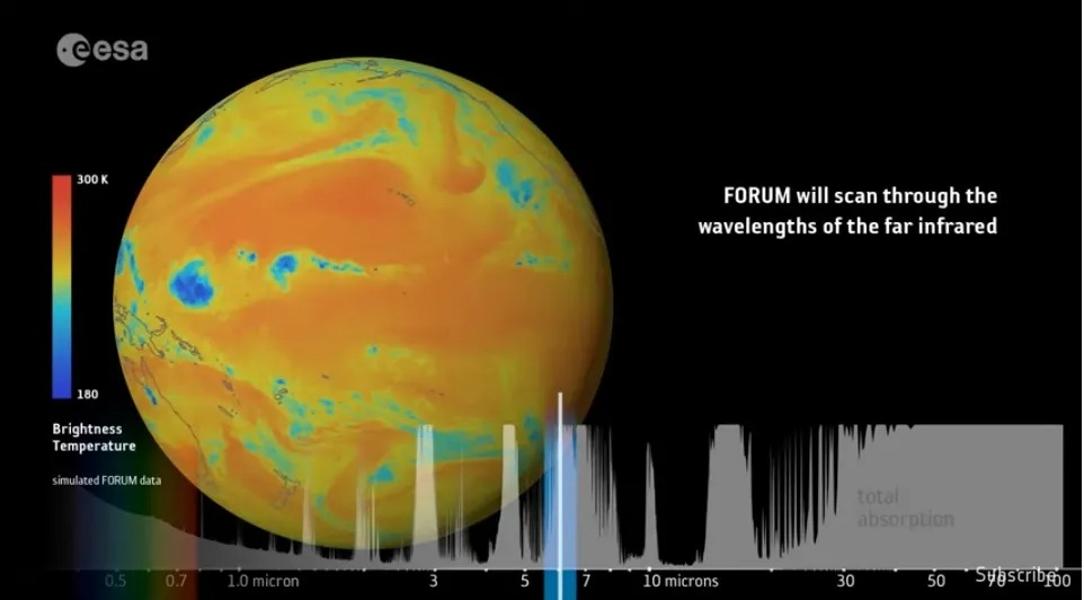 esa
300 K
FORUM will scan through the
wavelengths of the far infrared
180
Brightness
Temperature
simulated FORUM data
total
absorption
0.5 0.7 1.0 micron 3 5 7 10 microns 30 50 70 100
Subscribe